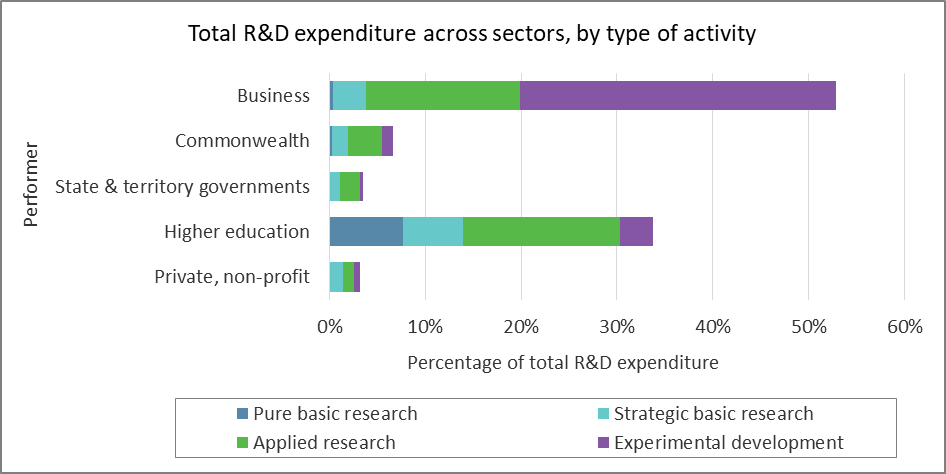 Total R&D expenditure across sectors, by type of activity
Performer
Business
Commonwealth
State & territory governments
Higher education
Private, non-profit
0% 10% 20% 30% 40% 50% 60%
Percentage of total R&D expenditure
Pure basic research Strategic basic research
Applied research Experimental development